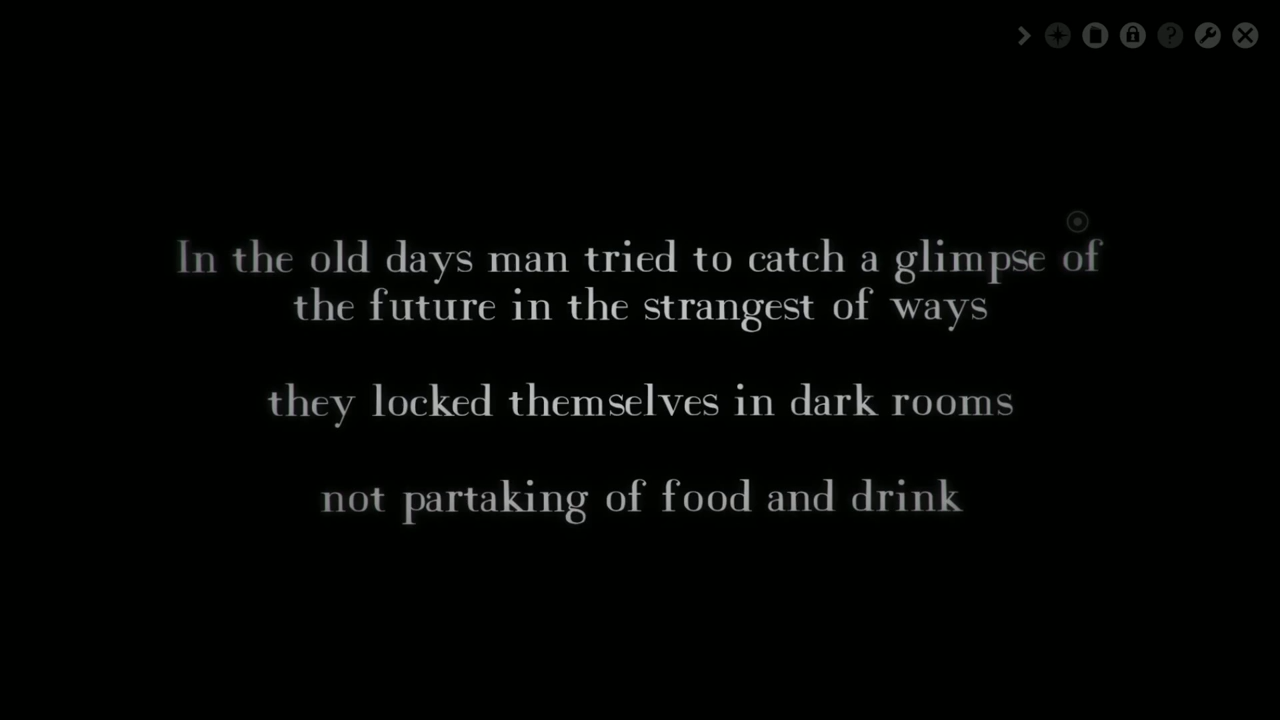 In the old days man tried to catch a glimpse of
the future in the strangest of ways
they locked themselves in dark rooms
not partaking of food and drink